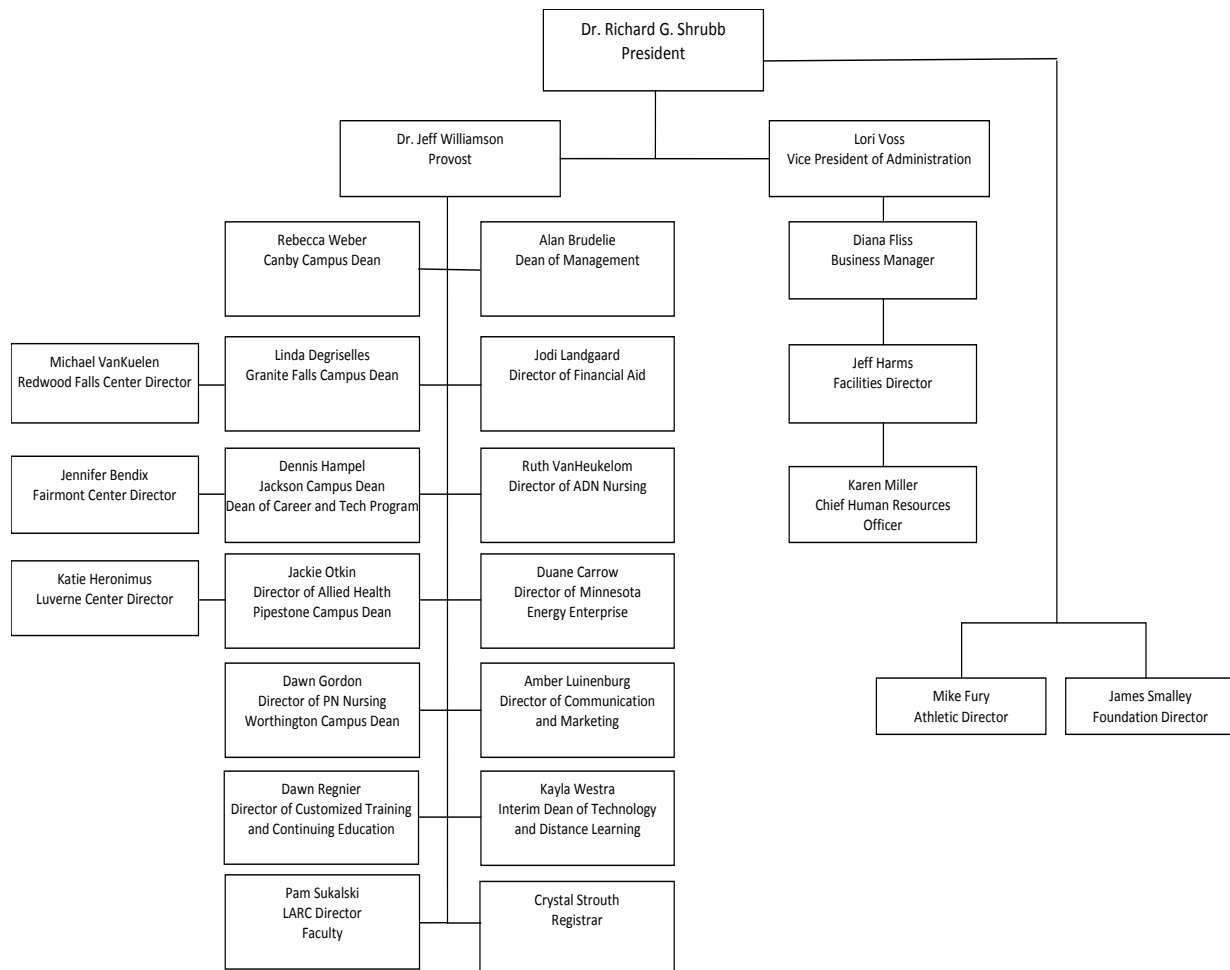 Dr. Richard G. Shrubb
President
Dr. Jeff Williamson
Provost
Lori Voss
Vice President of Administration
Rebecca Weber
Canby Campus Dean
Alan Brudelie
Dean of Management
Diana Fliss
Business Manager
Michael VanKuelen
Redwood Falls Center Director
Linda Degriselles
Granite Falls Campus Dean
Jodi Landgaard
Director of Financial Aid
Jeff Harms
Facilities Director
Jennifer Bendix
Fairmont Center Director
Dennis Hampel
Jackson Campus Dean
Dean of Career and Tech Program
Ruth VanHeukelom
Director of ADN Nursing
Karen Miller
Chief Human Resources
Officer
Katie Heronimus
Luverne Center Director
Jackie Otkin
Director of Allied Health
Pipestone Campus Dean
Duane Carrow
Director of Minnesota
Energy Enterprise
Dawn Gordon
Director of PN Nursing
Worthington Campus Dean
Amber Luinenburg
Director of Communication
and Marketing
Mike Fury
Athletic Director
James Smalley
Foundation Director
Dawn Regnier
Director of Customized Training
and Continuing Education
Kayla Westra
Interim Dean of Technology
and Distance Learning
Pam Sukalski
LARC Director
Faculty
Crystal Strouth
Registrar